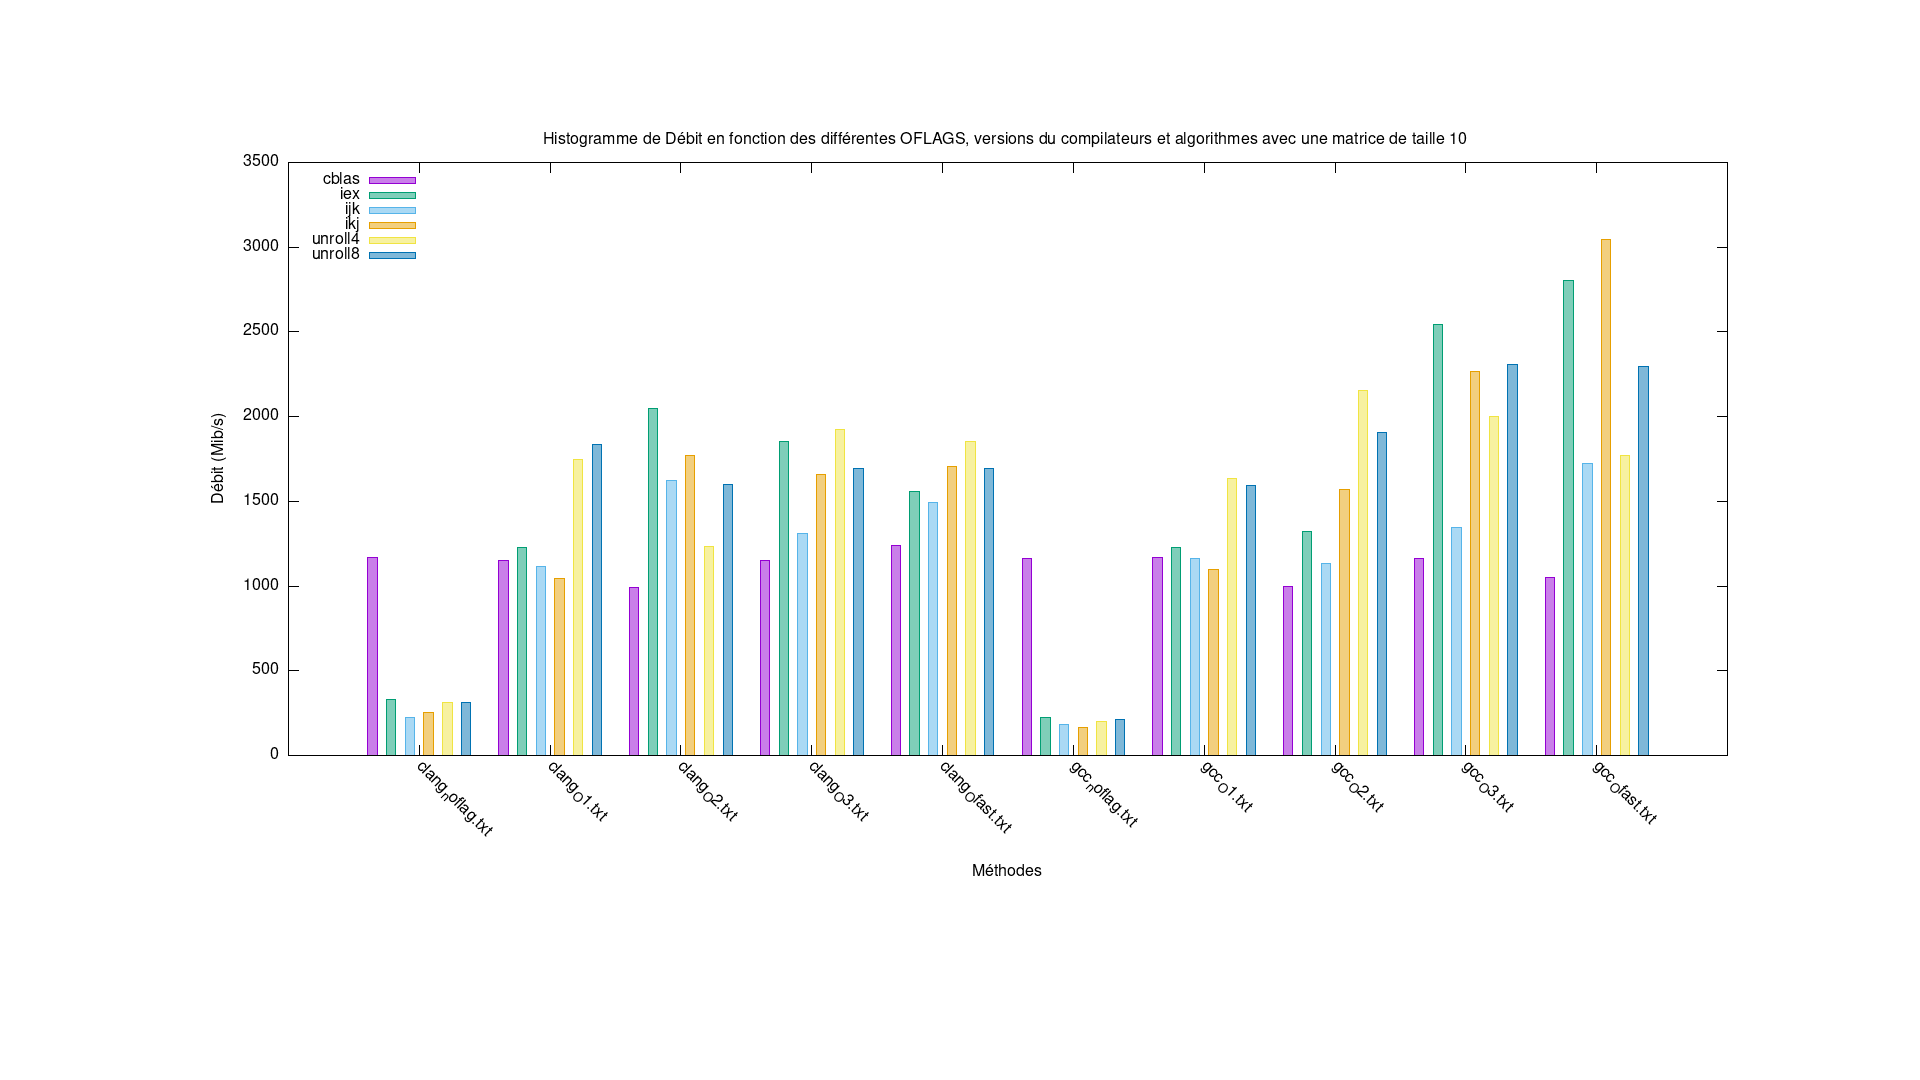 Histogramme de Débit en fonction des différentes OFLAGS, versions du compilateurs et algorithmes avec une matrice de taille 10
3500
3000
2500
2000
1500
1000
500
0
Débit (Mib/s)
cblas
iex
ijk
ikj
unroll4
unroll8
clang_noflag.txt
clang_O1.txt
clang_O2.txt
clang_O3.txt
clang_Ofast.txt
gcc_noflag.txt
gcc_O1.txt
gcc_O2.txt
gcc_O3.txt
gcc_Ofast.txt
Méthodes